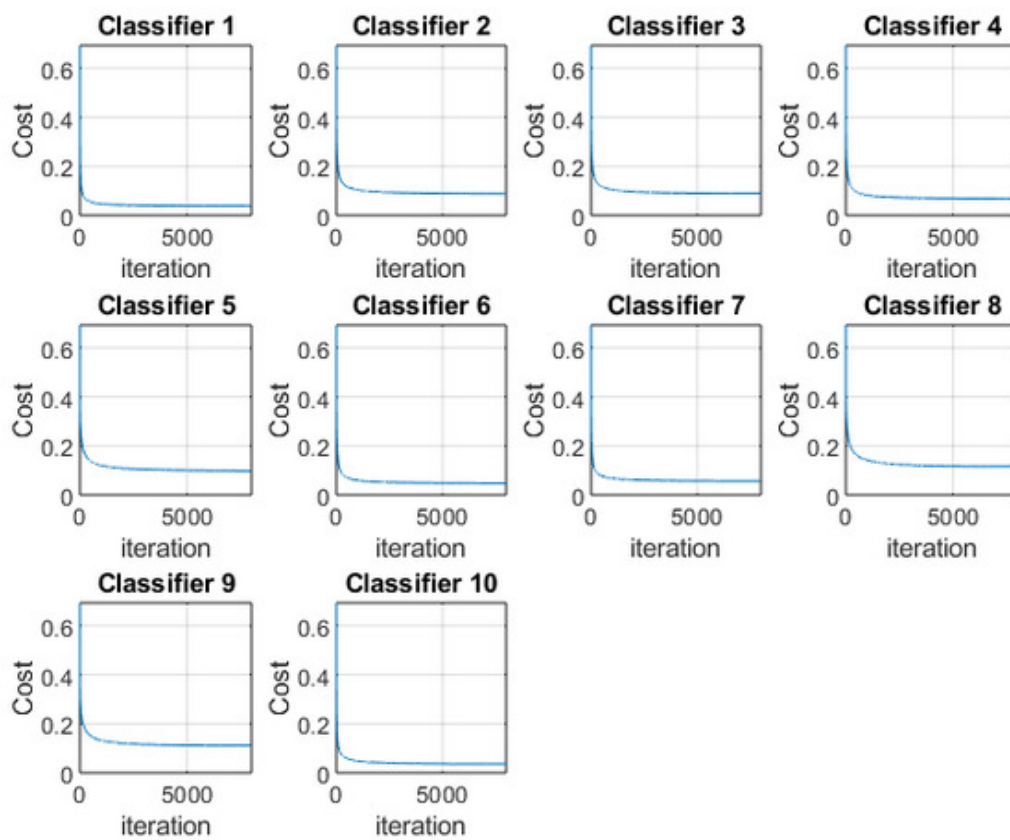 Classifier 1
Classifier 2
Classifier 3
Classifier 4
0.6
0.4
0.2
0
Cost
0 5000
iteration
0.6
0.4
0.2
0
Cost
0 5000
iteration
0.6
0.4
0.2
0
Cost
0 5000
iteration
0.6
0.4
0.2
0
Cost
0 5000
iteration
Classifier 5
Classifier 6
Classifier 7
Classifier 8
0.6
0.4
0.2
0
Cost
0 5000
iteration
0.6
0.4
0.2
0
Cost
0 5000
iteration
0.6
0.4
0.2
0
Cost
0 5000
iteration
0.6
0.4
0.2
0
Cost
0 5000
iteration
Classifier 9
Classifier 10
0.6
0.4
0.2
0
Cost
0 5000
iteration
0.6
0.4
0.2
0
Cost
0 5000
iteration